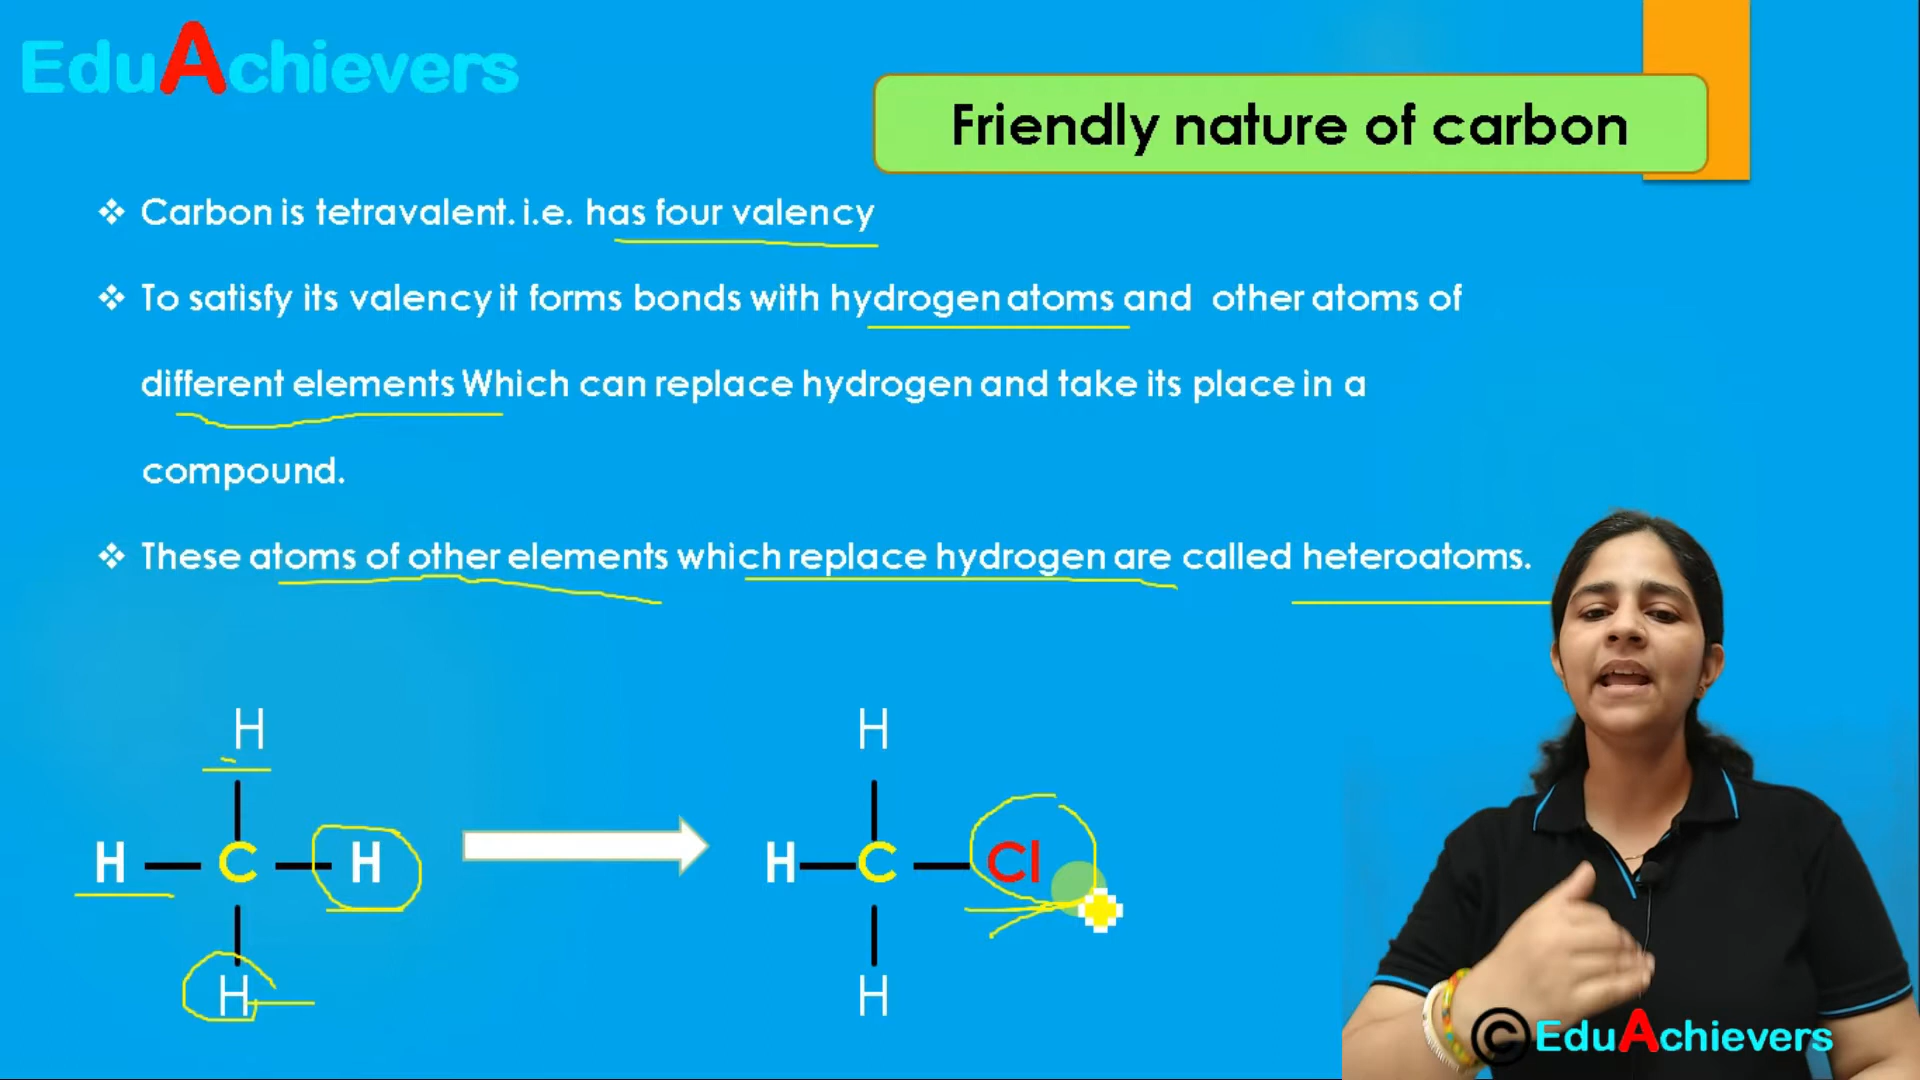 EduAchievers
Friendly nature of carbon
❖ Carbon is tetravalent. i.e. has four valency
❖ To satisfy its valency it forms bonds with hydrogen atoms and other atoms of
different elements Which can replace hydrogen and take its place in a
compound.
❖ These atoms of other elements which replace hydrogen are called heteroatoms.
H
H C H
H
H
H C Cl
H
© EduAchievers